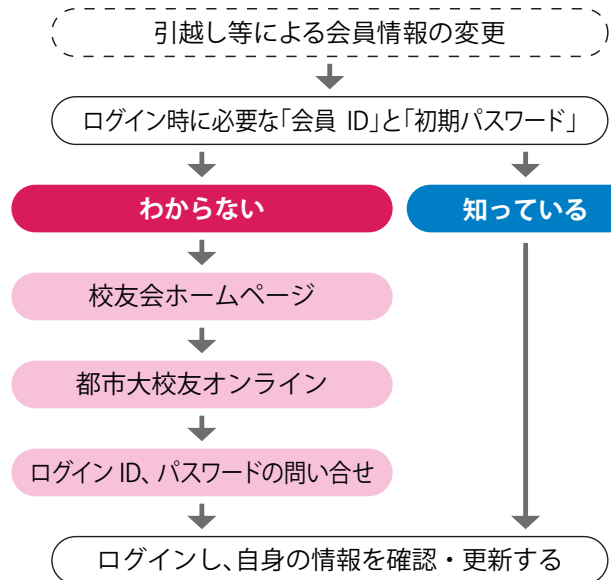 引越し等による会員情報の変更
ログイン時に必要な「会員 ID」と「初期パスワード」
わからない
知っている
校友会ホームページ
都市大校友オンライン
ログイン ID、パスワードの問い合せ
ログインし、自身の情報を確認・更新する